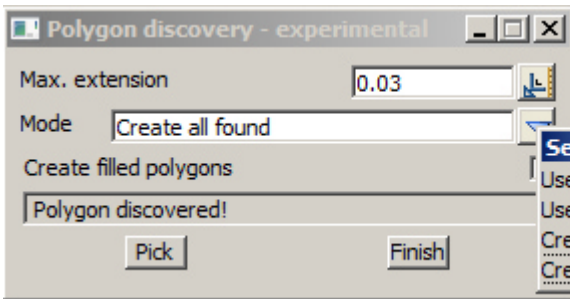 Polygon discovery - experimental
Max. extension 0.03
Mode Create all found
Create filled polygons
Polygon discovered!
Pick Finish